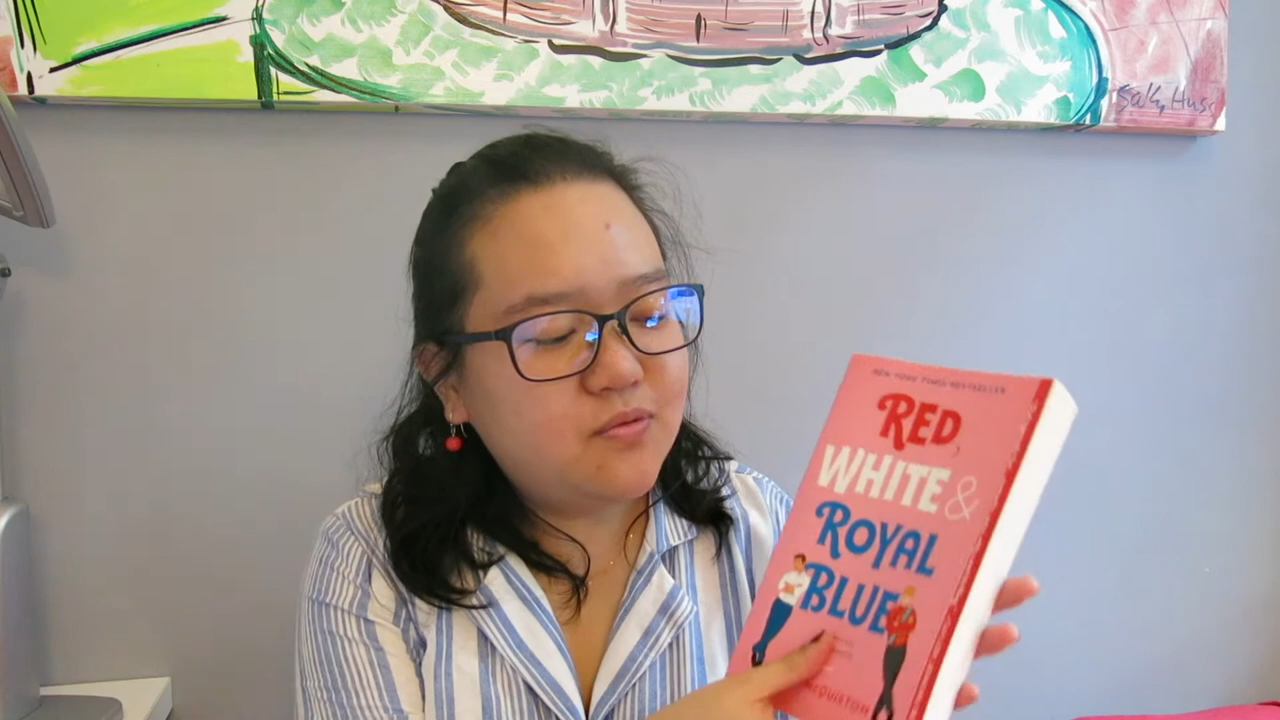 NEW YORK TIMES BESTSELLER
RED,
WHITE &
ROYAL
BLUE